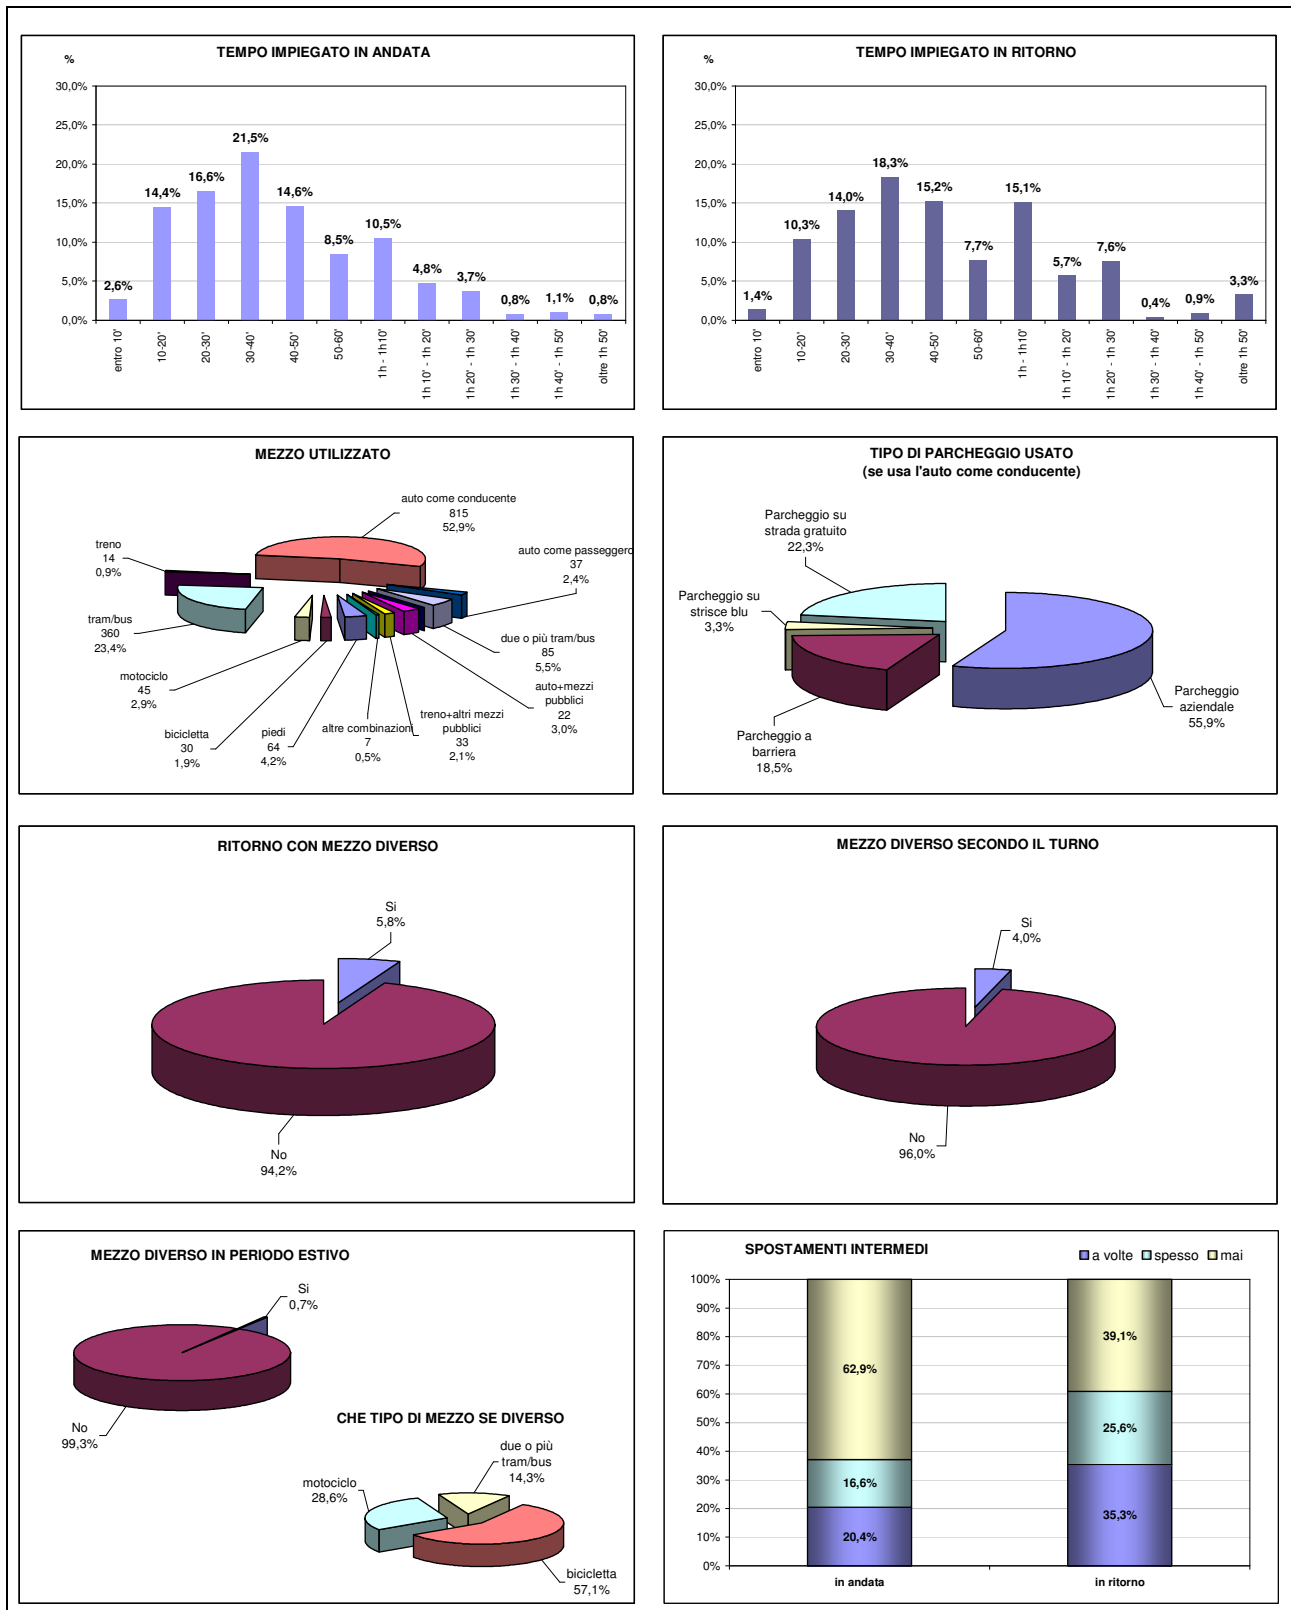 TEMPO IMPIEGATO IN ANDATA
%
30,0%
25,0%
20,0%
15,0%
10,0%
5,0%
0,0%
2,6%
14,4%
16,6%
21,5%
14,6%
8,5%
10,5%
4,8%
3,7%
0,8%
1,1%
0,8%
entro 10'
10-20'
20-30'
30-40'
40-50'
50-60'
1h - 1h10'
1h 10' - 1h 20'
1h 20' - 1h 30'
1h 30' - 1h 40'
1h 40' - 1h 50'
oltre 1h 50'
TEMPO IMPIEGATO IN RITORNO
%
30,0%
25,0%
20,0%
15,0%
10,0%
5,0%
0,0%
1,4%
10,3%
14,0%
18,3%
15,2%
7,7%
15,1%
5,7%
7,6%
0,4%
0,9%
3,3%
entro 10'
10-20'
20-30'
30-40'
40-50'
50-60'
1h - 1h10'
1h 10' - 1h 20'
1h 20' - 1h 30'
1h 30' - 1h 40'
1h 40' - 1h 50'
oltre 1h 50'
MEZZO UTILIZZATO
auto come conducente
815
52,9%
auto come passeggero
37
2,4%
due o più tram/bus
85
5,5%
auto+mezzi
pubblici
22
3,0%
treno+altri mezzi
pubblici
33
2,1%
altre combinazioni
7
0,5%
piedi
64
4,2%
bicicletta
30
1,9%
motociclo
45
2,9%
tram/bus
360
23,4%
treno
14
0,9%
TIPO DI PARCHEGGIO USATO
(se usa l'auto come conducente)
Parcheggio su
strada gratuito
22,3%
Parcheggio su
strisce blu
3,3%
Parcheggio a
barriera
18,5%
Parcheggio
aziendale
55,9%
RITORNO CON MEZZO DIVERSO
Si
5,8%
No
94,2%
MEZZO DIVERSO SECONDO IL TURNO
Si
4,0%
No
96,0%
MEZZO DIVERSO IN PERIODO ESTIVO
Si
0,7%
No
99,3%
CHE TIPO DI MEZZO SE DIVERSO
due o più
tram/bus
14,3%
motociclo
28,6%
bicicletta
57,1%
SPOSTAMENTI INTERMEDI
a volte spesso mai
100%
90%
80%
70%
60%
50%
40%
30%
20%
10%
0%
62,9%
16,6%
20,4%
39,1%
25,6%
35,3%
in andata
in ritorno